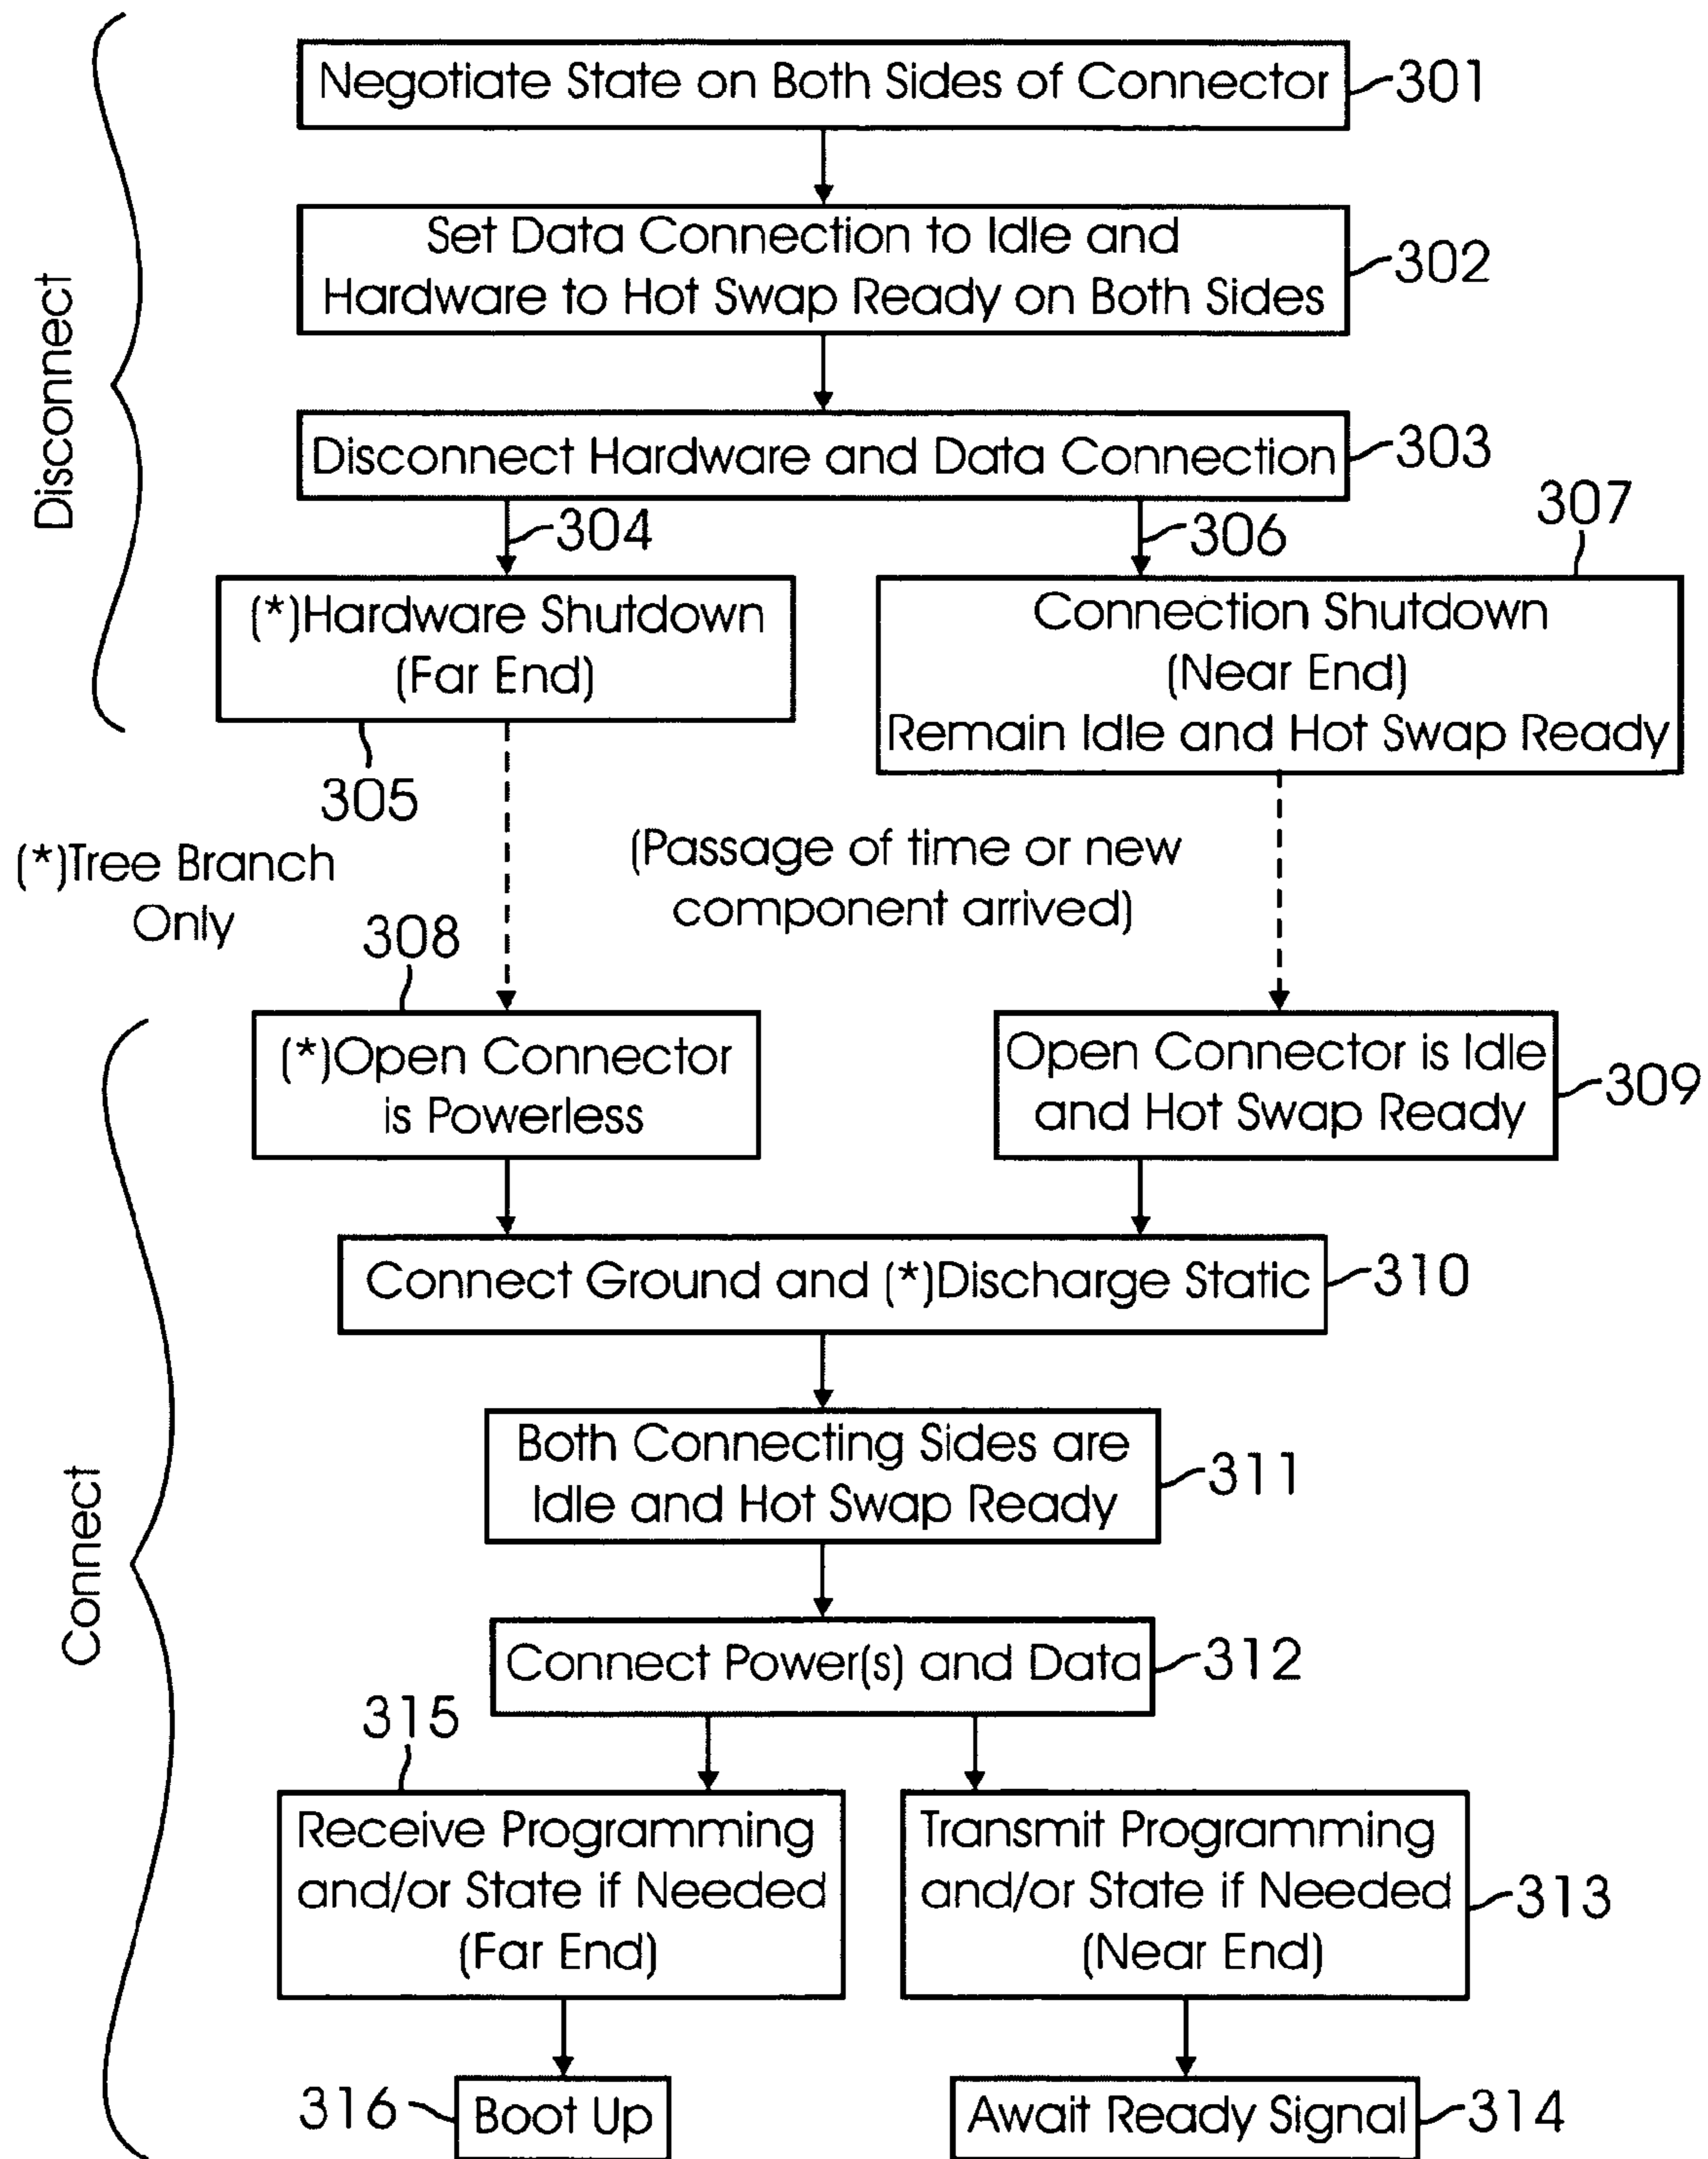 Disconnect
Negotiate State on Both Sides of Connector
301
Set Data Connection to Idle and
Hardware to Hot Swap Ready on Both Sides
302
Disconnect Hardware and Data Connection
303
304
306
307
(*)Hardware Shutdown
(Far End)
305
Connection Shutdown
(Near End)
Remain Idle and Hot Swap Ready
(*)Tree Branch
Only
(Passage of time or new
component arrived)
308
Connect
(*)Open Connector
is Powerless
Open Connector is Idle
and Hot Swap Ready
309
Connect Ground and (*)Discharge Static
310
Both Connecting Sides are
Idle and Hot Swap Ready
311
Connect Power(s) and Data
312
315
Receive Programming
and/or State if Needed
(Far End)
Transmit Programming
and/or State if Needed
(Near End)
313
316
Boot Up
Await Ready Signal
314